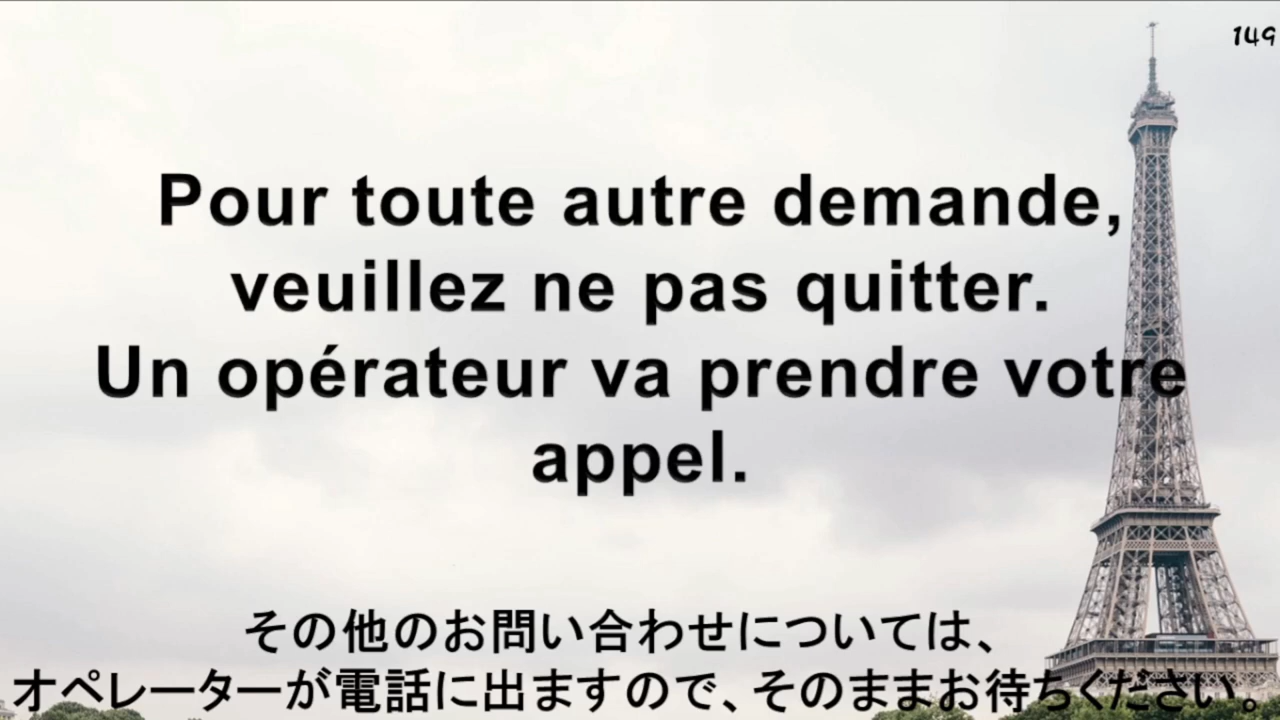 149
Pour toute autre demande,
veuillez ne pas quitter.
Un opérateur va prendre votre
appel.
その他のお問い合わせについては、
オペレーターが電話に出ますので、そのままお待ちください。